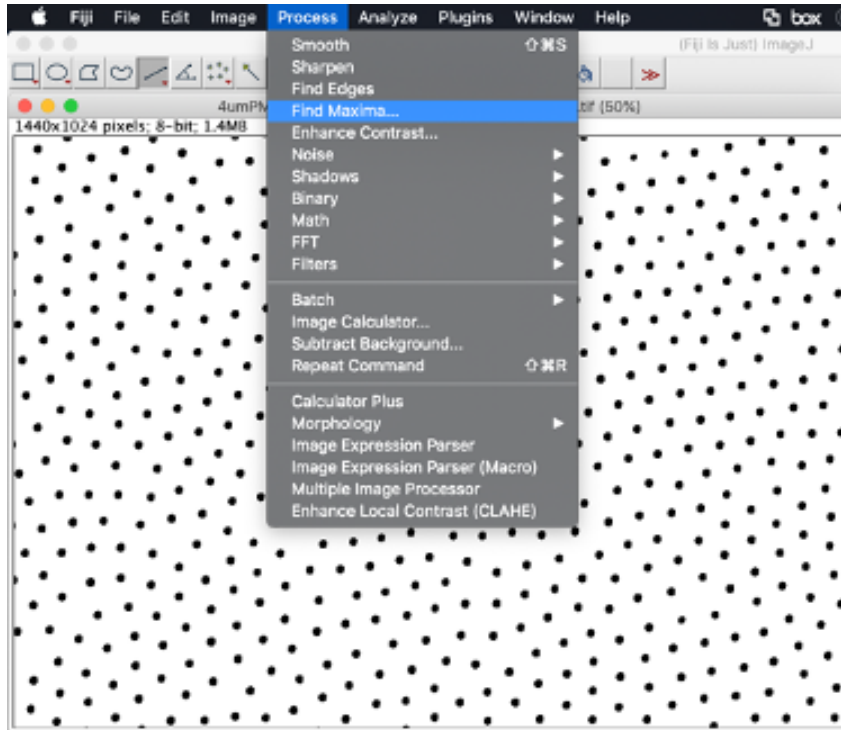 Fiji File Edit Image Process Analyze Plugins Window Help box
(Fiji Is Just) ImageJ
4umPM
.tif (50%)
1440x1024 pixels; 8-bit; 1.4MB
Smooth ⇧⌘S
Sharpen
Find Edges
Find Maxima...
Enhance Contrast...
Noise ▶
Shadows ▶
Binary ▶
Math ▶
FFT ▶
Filters ▶
Batch ▶
Image Calculator...
Subtract Background...
Repeat Command ⇧⌘R
Calculator Plus
Morphology ▶
Image Expression Parser
Image Expression Parser (Macro)
Multiple Image Processor
Enhance Local Contrast (CLAHE)